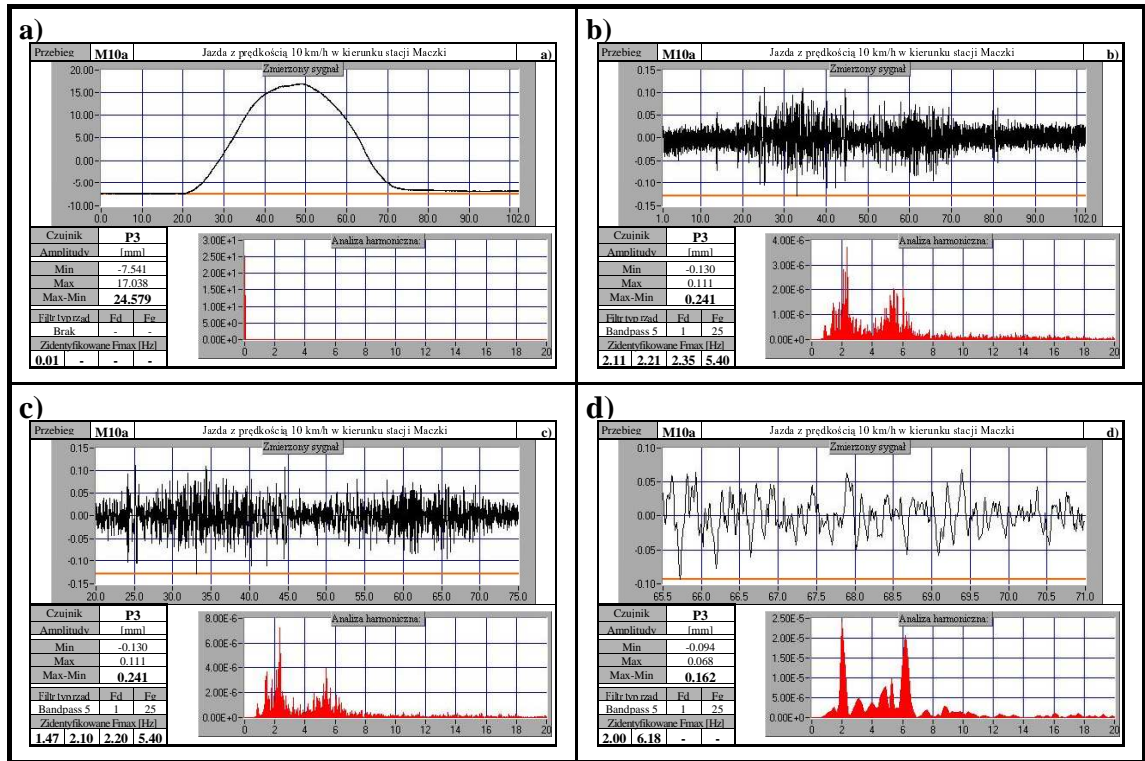 a)
Przebieg M10a Jazda z prędkością 10 km/h w kierunku stacji Maczki a)
Zmierzony sygnał
20.00
15.00
10.00
5.00
0.00
-5.00
-10.00
0.0 20.0 30.0 40.0 50.0 60.0 70.0 80.0 90.0 102.0
Czujnik P3
Amplitudy [mm]
Min -7.541
Max 17.038
Max-Min 24.579
Filtr typ rząd Fd Fg
Brak - -
Zidentyfikowane Fmax [Hz]
0.01 - - -
Analiza harmoniczna:
3.00E+1
2.50E+1
2.00E+1
1.50E+1
1.00E+1
5.00E+0
0.00E+0
0 2 4 6 8 10 12 14 16 18 20
b)
Przebieg M10a Jazda z prędkością 10 km/h w kierunku stacji Maczki b)
Zmierzony sygnał
0.15
0.10
0.05
0.00
-0.05
-0.10
-0.15
1.0 10.0 20.0 30.0 40.0 50.0 60.0 70.0 80.0 90.0 102.0
Czujnik P3
Amplitudy [mm]
Min -0.130
Max 0.111
Max-Min 0.241
Filtr typ rząd Fd Fg
Bandpass 5 1 25
Zidentyfikowane Fmax [Hz]
2.11 2.21 2.35 5.40
Analiza harmoniczna:
4.00E-6
3.00E-6
2.00E-6
1.00E-6
0.00E+0
0 2 4 6 8 10 12 14 16 18 20
c)
Przebieg M10a Jazda z prędkością 10 km/h w kierunku stacji Maczki c)
Zmierzony sygnał
0.15
0.10
0.05
0.00
-0.05
-0.10
-0.15
20.0 25.0 30.0 35.0 40.0 45.0 50.0 55.0 60.0 65.0 70.0 75.0
Czujnik P3
Amplitudy [mm]
Min -0.130
Max 0.111
Max-Min 0.241
Filtr typ rząd Fd Fg
Bandpass 5 1 25
Zidentyfikowane Fmax [Hz]
1.47 2.10 2.20 5.40
Analiza harmoniczna:
8.00E-6
6.00E-6
4.00E-6
2.00E-6
0.00E+0
0 2 4 6 8 10 12 14 16 18 20
d)
Przebieg M10a Jazda z prędkością 10 km/h w kierunku stacji Maczki d)
Zmierzony sygnał
0.10
0.05
0.00
-0.05
-0.10
65.5 66.0 66.5 67.0 67.5 68.0 68.5 69.0 69.5 70.0 70.5 71.0
Czujnik P3
Amplitudy [mm]
Min -0.094
Max 0.068
Max-Min 0.162
Filtr typ rząd Fd Fg
Bandpass 5 1 25
Zidentyfikowane Fmax [Hz]
2.00 6.18 - -
Analiza harmoniczna:
2.50E-5
2.00E-5
1.50E-5
1.00E-5
5.00E-6
0.00E+0
0 2 4 6 8 10 12 14 16 18 20